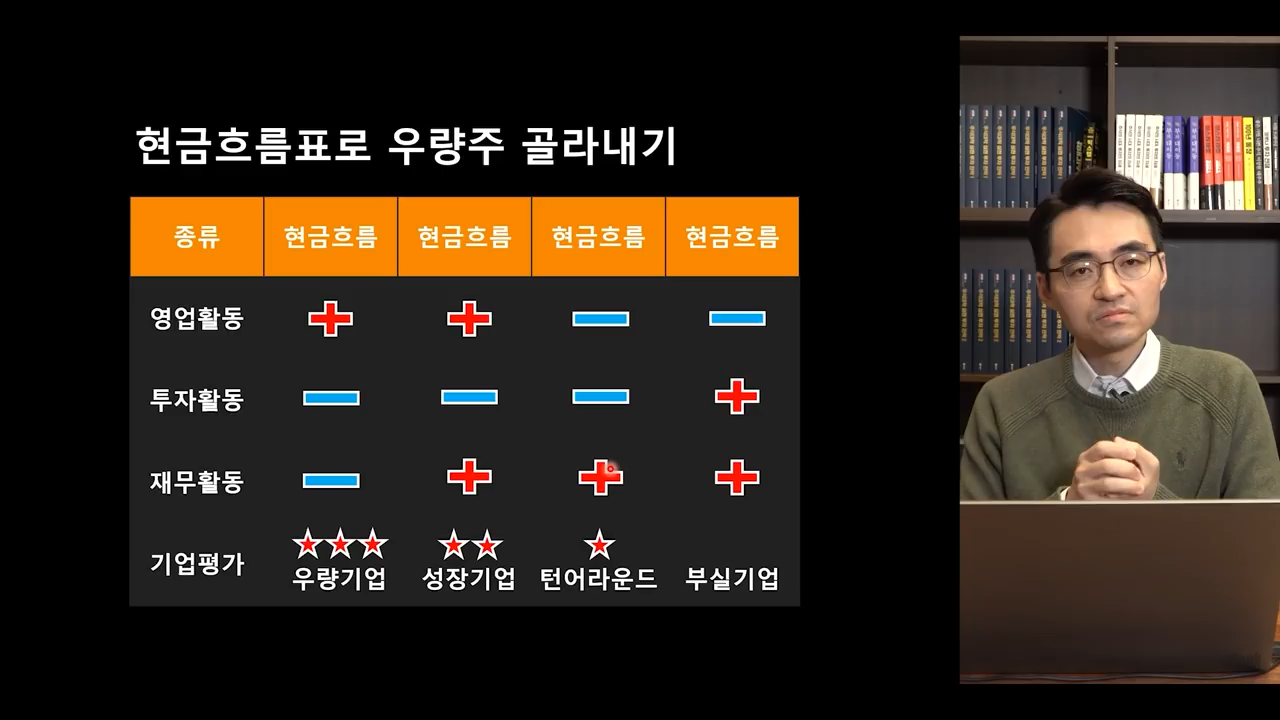 현금흐름표로 우량주 골라내기
종류 현금흐름 현금흐름 현금흐름 현금흐름
영업활동 + + - -
투자활동 - - - +
재무활동 - + + +
기업평가 ★★★ ★★ ★
우량기업 성장기업 턴어라운드 부실기업